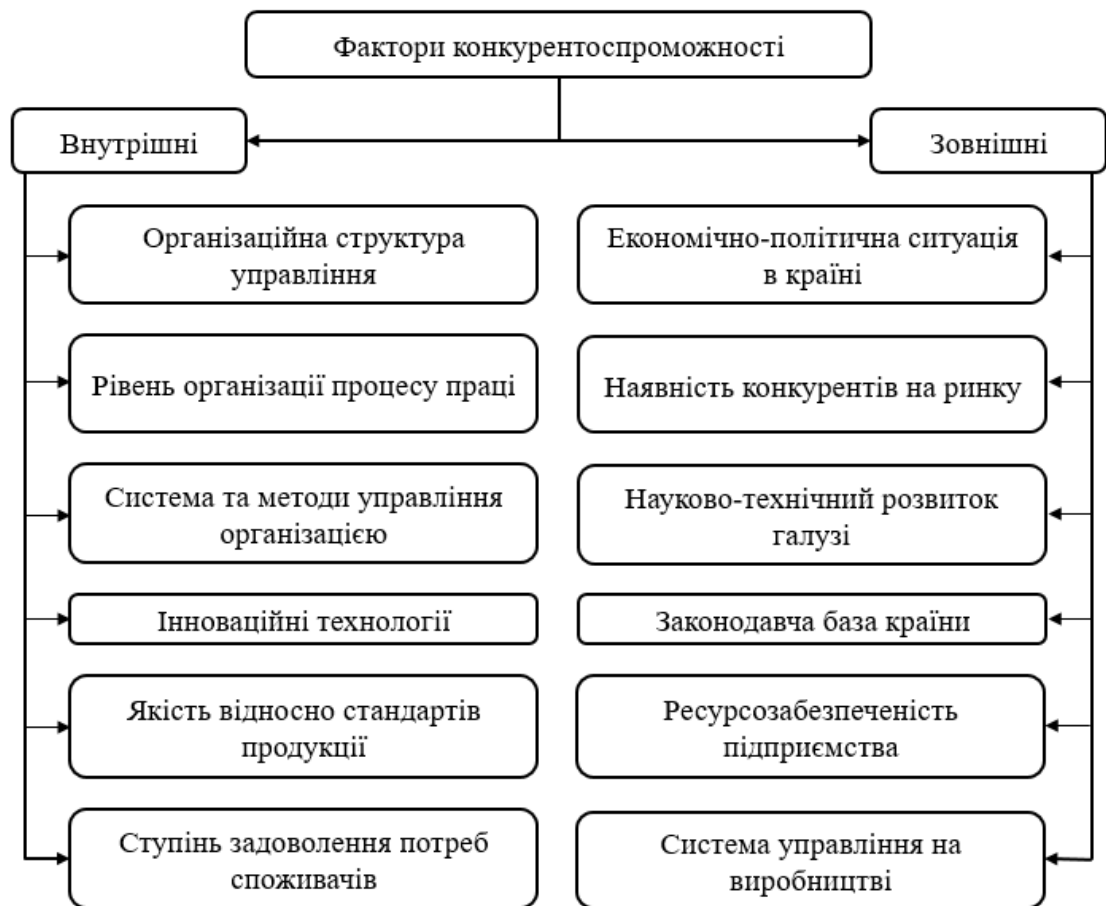 Фактори конкурентоспроможності
Внутрішні
Зовнішні
Організаційна структура
управління
Економічно-політична ситуація
в країні
Рівень організації процесу праці
Наявність конкурентів на ринку
Система та методи управління
організацією
Науково-технічний розвиток
галузі
Інноваційні технології
Законодавча база країни
Якість відносно стандартів
продукції
Ресурсозабезпеченість
підприємства
Ступінь задоволення потреб
споживачів
Система управління на
виробництві